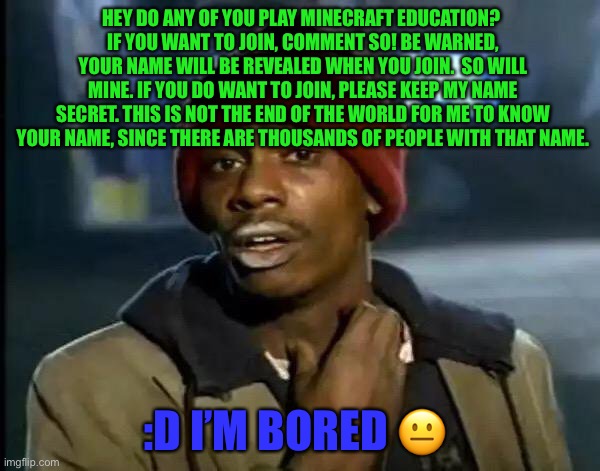 HEY DO ANY OF YOU PLAY MINECRAFT EDUCATION?
IF YOU WANT TO JOIN, COMMENT SO! BE WARNED,
YOUR NAME WILL BE REVEALED WHEN YOU JOIN.  SO WILL
MINE. IF YOU DO WANT TO JOIN, PLEASE KEEP MY NAME
SECRET. THIS IS NOT THE END OF THE WORLD FOR ME TO KNOW
YOUR NAME, SINCE THERE ARE THOUSANDS OF PEOPLE WITH THAT NAME.
:D I’M BORED 😐
imgflip.com